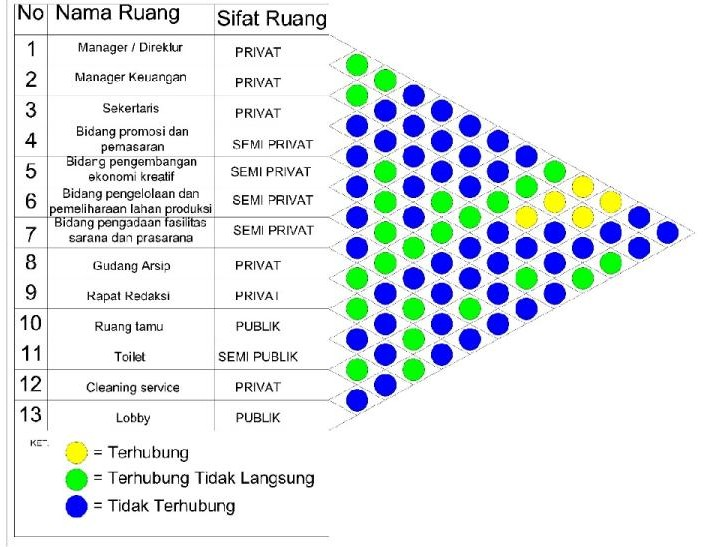 No Nama Ruang Sifat Ruang
1 Manager / Direktur PRIVAT
2 Manager Keuangan PRIVAT
3 Sekertaris PRIVAT
4 Bidang promosi dan
pemasaran SEMI PRIVAT
5 Bidang pengembangan
ekonomi kreatif SEMI PRIVAT
6 Bidang pengelolaan dan
pemeliharaan lahan produksi SEMI PRIVAT
7 Bidang pengadaan fasilitas
sarana dan prasarana SEMI PRIVAT
8 Gudang Arsip PRIVAT
9 Rapat Redaksi PRIVAT
10 Ruang tamu PUBLIK
11 Toilet SEMI PUBLIK
12 Cleaning service PRIVAT
13 Lobby PUBLIK
KET:
= Terhubung
= Terhubung Tidak Langsung
= Tidak Terhubung